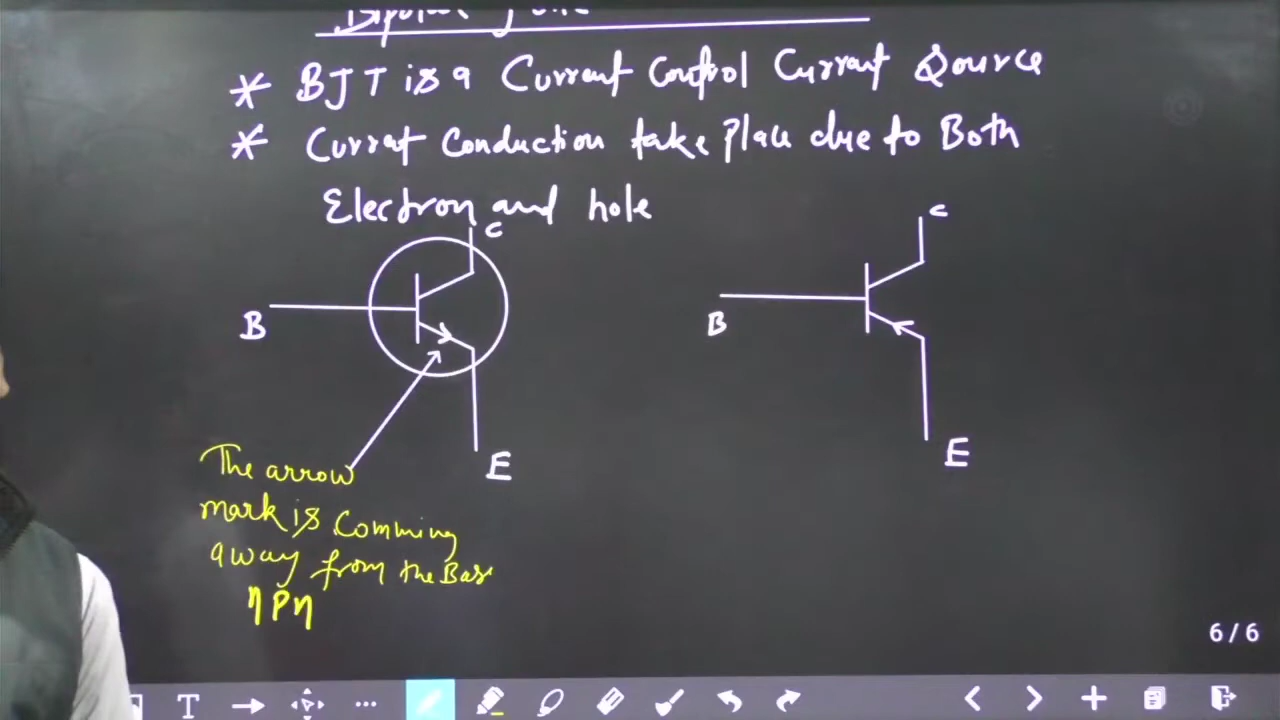 Bipolar
* BJT is a Current Control Current Source
* Current Conduction take Place due to Both
Electron and hole
C
B
E
The arrow
mark is Comming
away from the Base
nPn
C
B
E
6/6
T